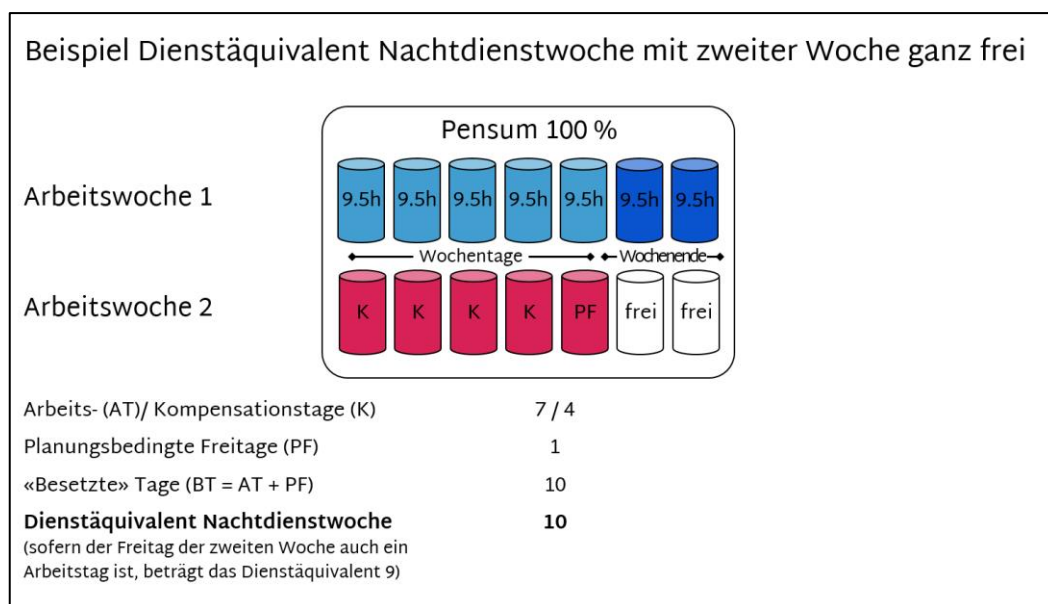 Beispiel Dienstäquivalent Nachtdienstwoche mit zweiter Woche ganz frei
Pensum 100 %
Arbeitswoche 1
9.5h 9.5h 9.5h 9.5h 9.5h 9.5h 9.5h
Wochentage Wochenende
Arbeitswoche 2
K K K K PF frei frei
Arbeits- (AT)/ Kompensationstage (K) 7 / 4
Planungsbedingte Freitage (PF) 1
«Besetzte» Tage (BT = AT + PF) 10
Dienstäquivalent Nachtdienstwoche 10
(sofern der Freitag der zweiten Woche auch ein
Arbeitstag ist, beträgt das Dienstäquivalent 9)